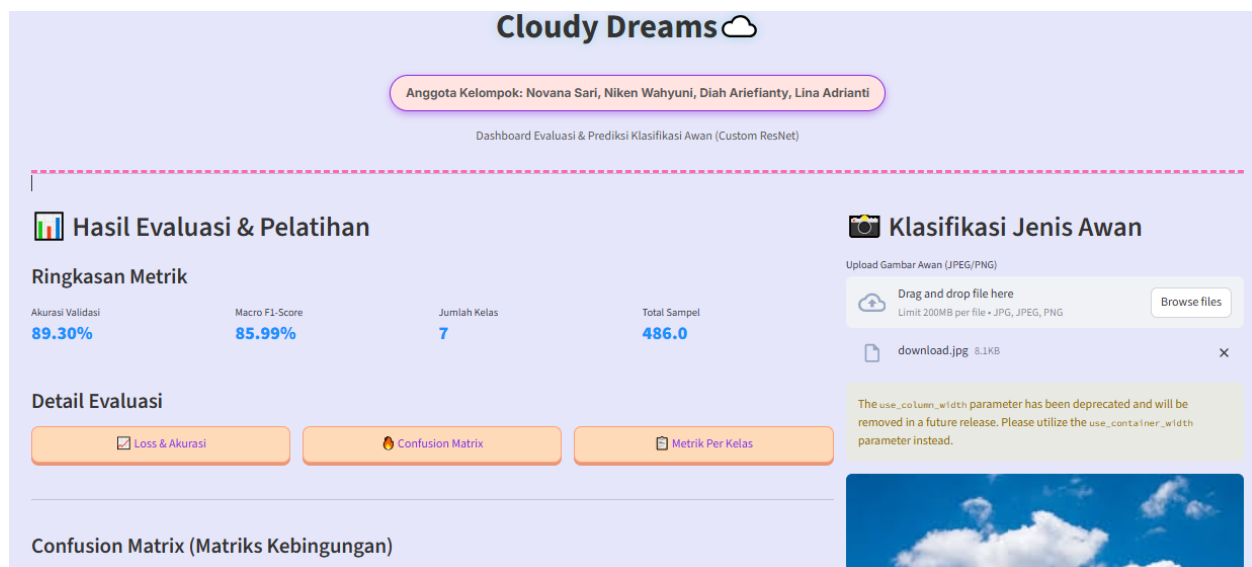 Cloudy Dreams
Anggota Kelompok: Novana Sari, Niken Wahyuni, Diah Ariefianty, Lina Adrianti
Dashboard Evaluasi & Prediksi Klasifikasi Awan (Custom ResNet)
Hasil Evaluasi & Pelatihan
Ringkasan Metrik
Akurasi Validasi
89.30%
Macro F1-Score
85.99%
Jumlah Kelas
7
Total Sampel
486.0
Detail Evaluasi
Loss & Akurasi
Confusion Matrix
Metrik Per Kelas
Confusion Matrix (Matriks Kebingungan)
Klasifikasi Jenis Awan
Upload Gambar Awan (JPEG/PNG)
Drag and drop file here
Limit 200MB per file • JPG, JPEG, PNG
Browse files
download.jpg 8.1KB
The use_column_width parameter has been deprecated and will be
removed in a future release. Please utilize the use_container_width
parameter instead.